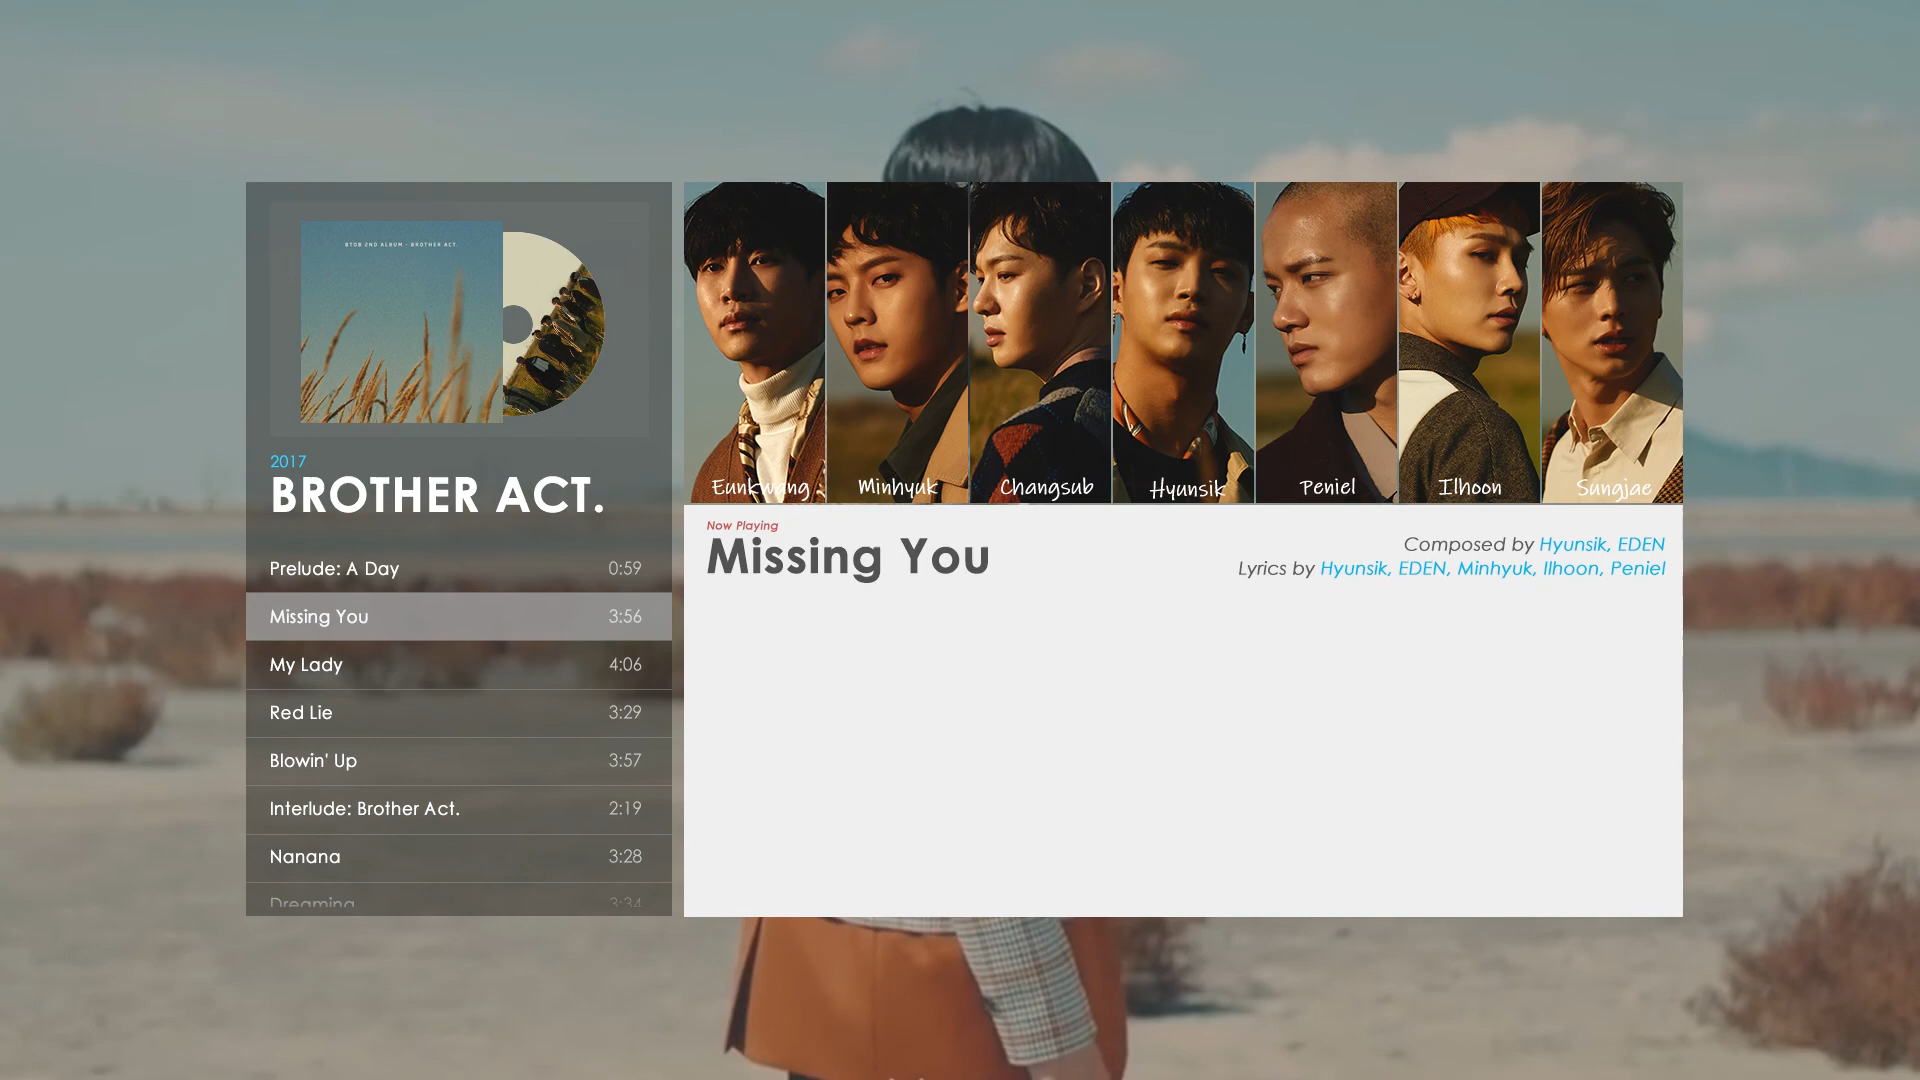 BTOB 2ND ALBUM - BROTHER ACT.
2017
BROTHER ACT.
Prelude: A Day 0:59
Missing You 3:56
My Lady 4:06
Red Lie 3:29
Blowin' Up 3:57
Interlude: Brother Act. 2:19
Nanana 3:28
Dreaming 3:34
Eunkwang Minhyuk Changsub Hyunsik Peniel Ilhoon Sungjae
Now Playing
Missing You
Composed by Hyunsik, EDEN
Lyrics by Hyunsik, EDEN, Minhyuk, Ilhoon, Peniel